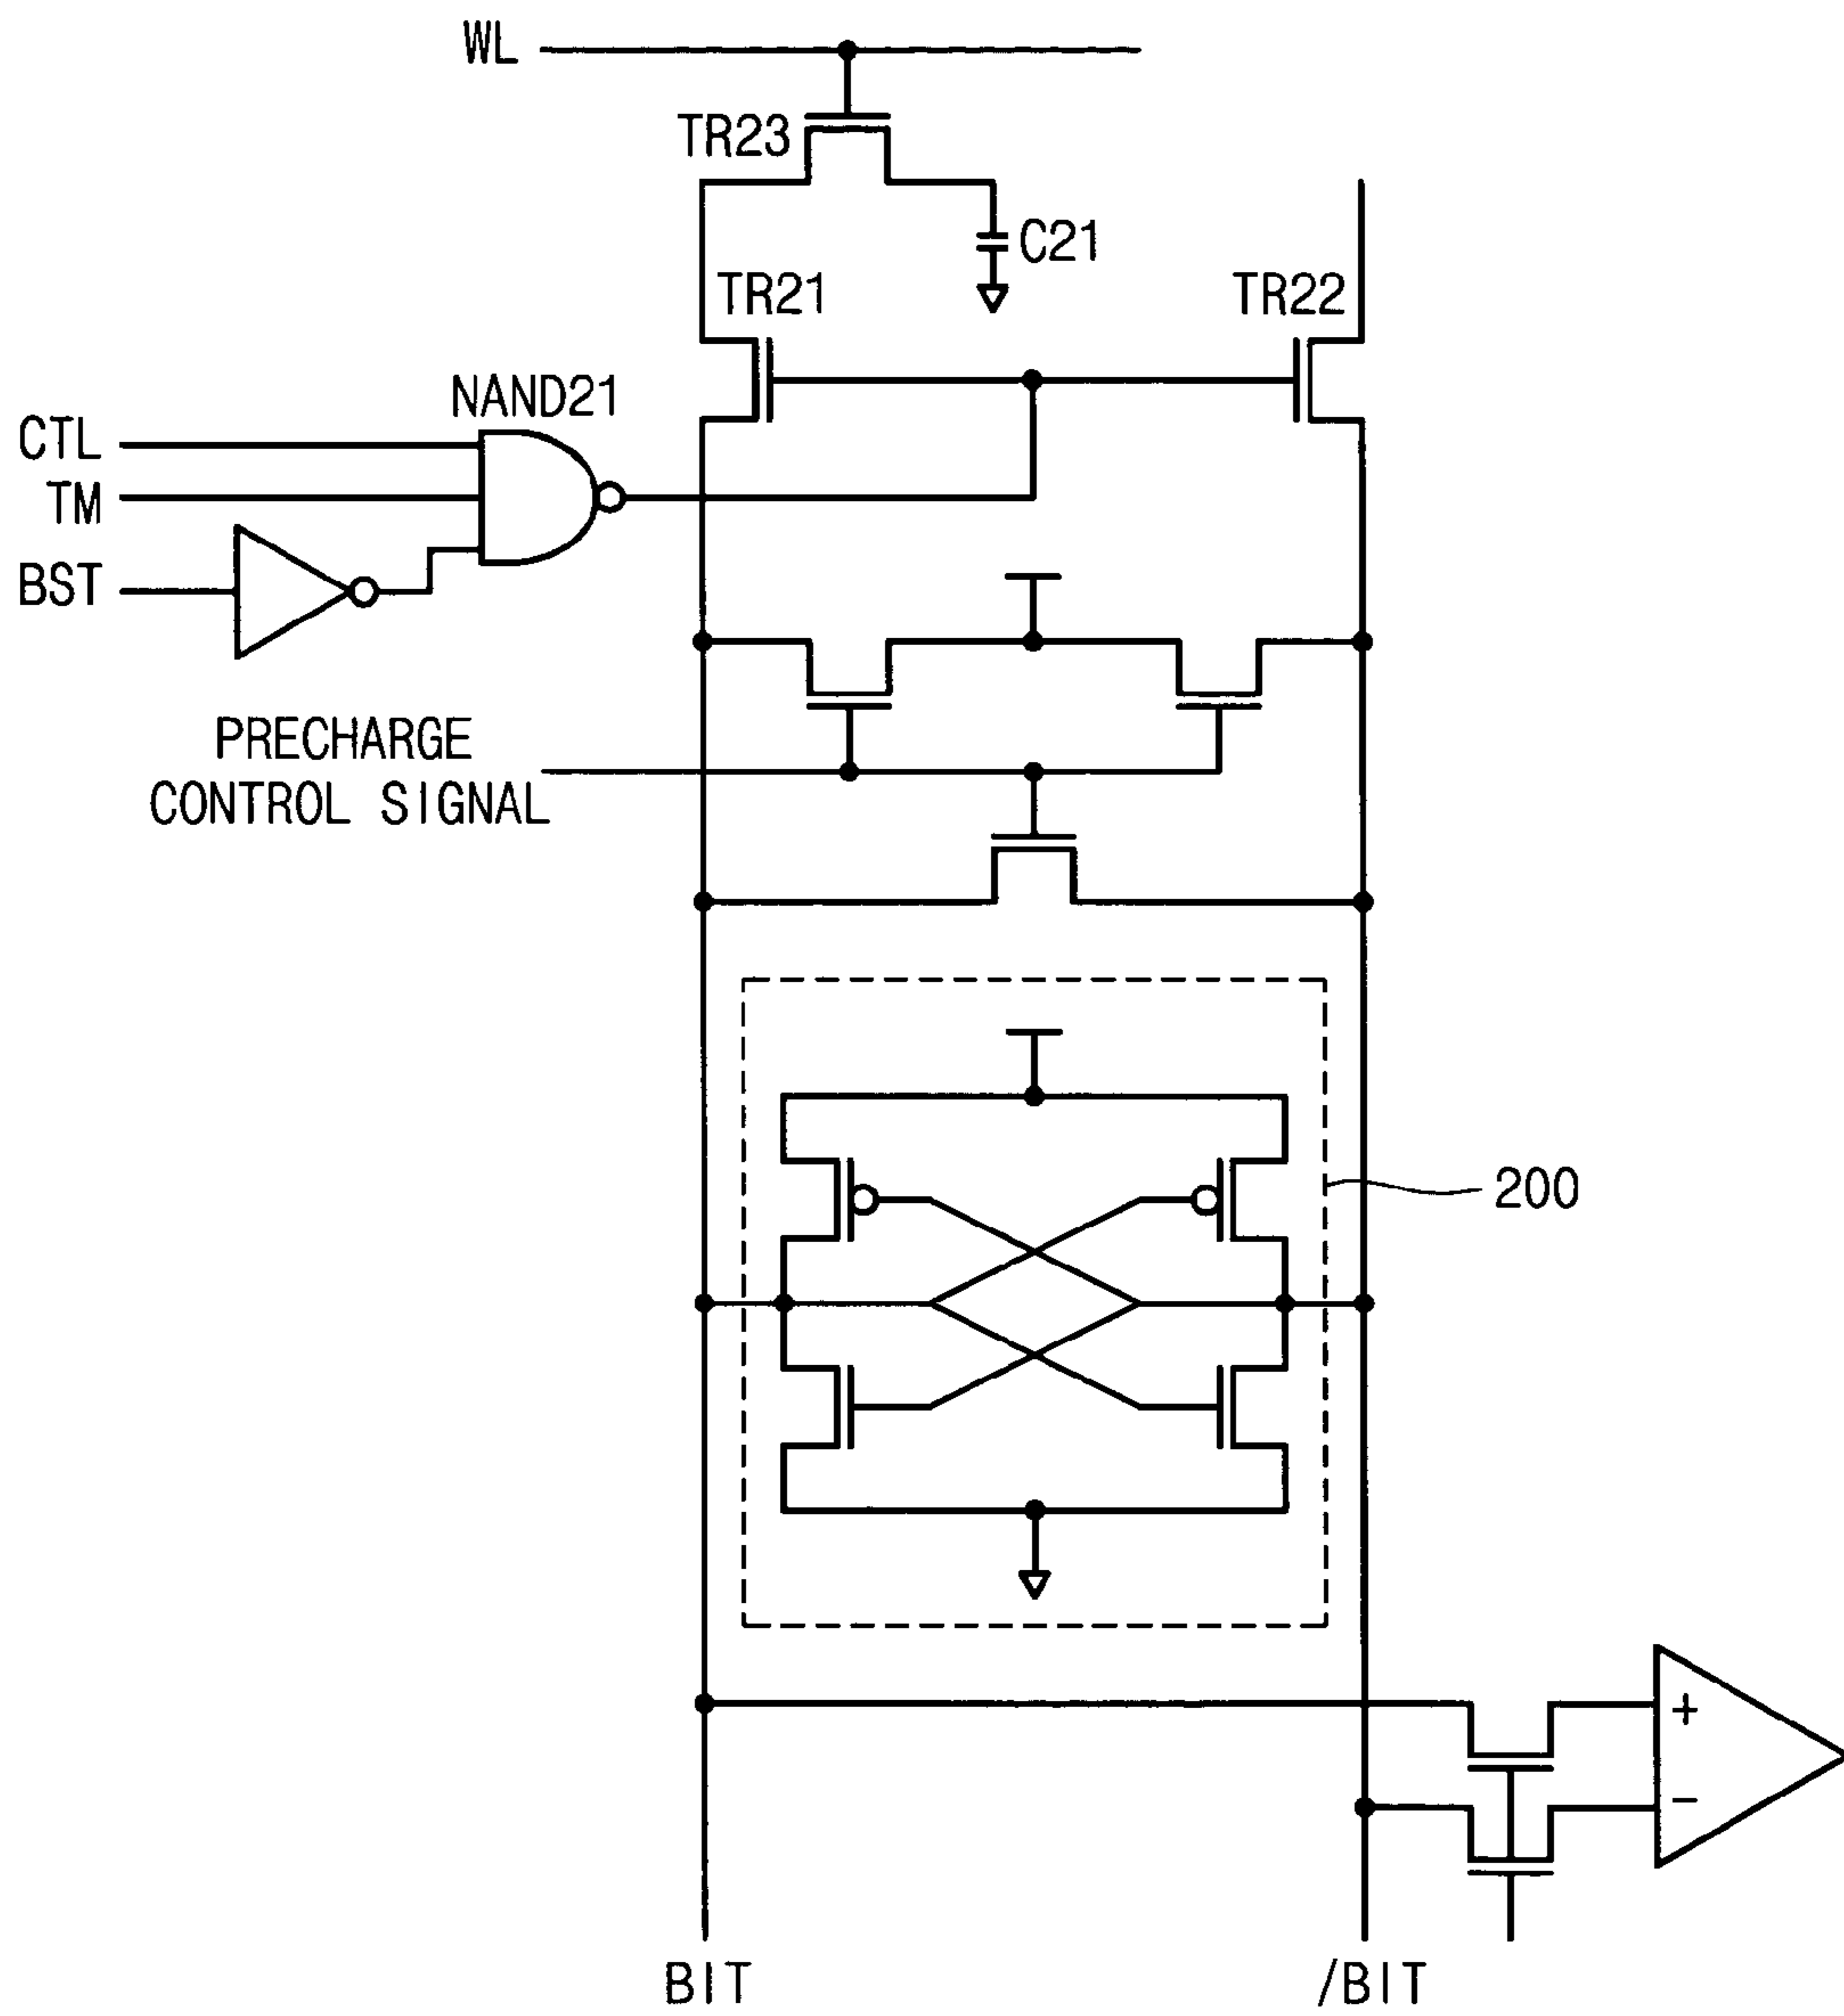 WL
TR23
C21
TR21
TR22
NAND21
CTL
TM
BST
PRECHARGE
CONTROL SIGNAL
200
+
−
BIT
/BIT